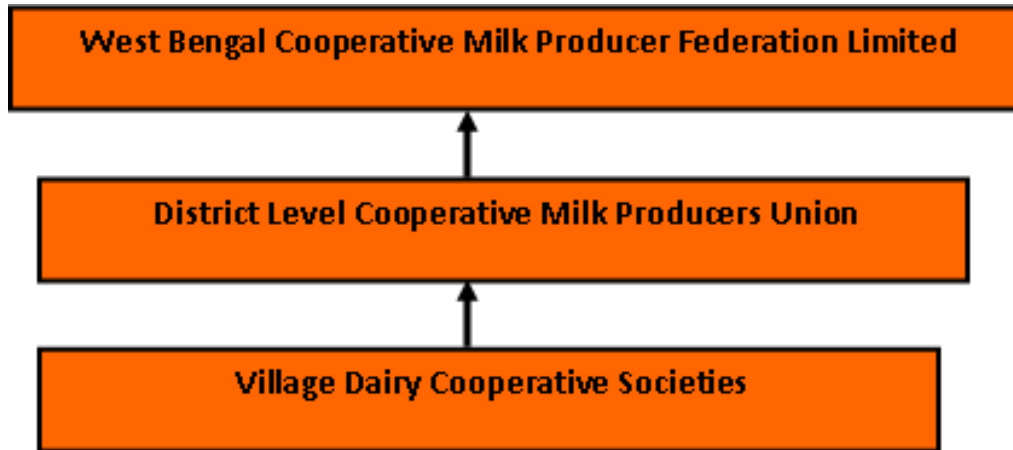 West Bengal Cooperative Milk Producer Federation Limited
District Level Cooperative Milk Producers Union
Village Dairy Cooperative Societies